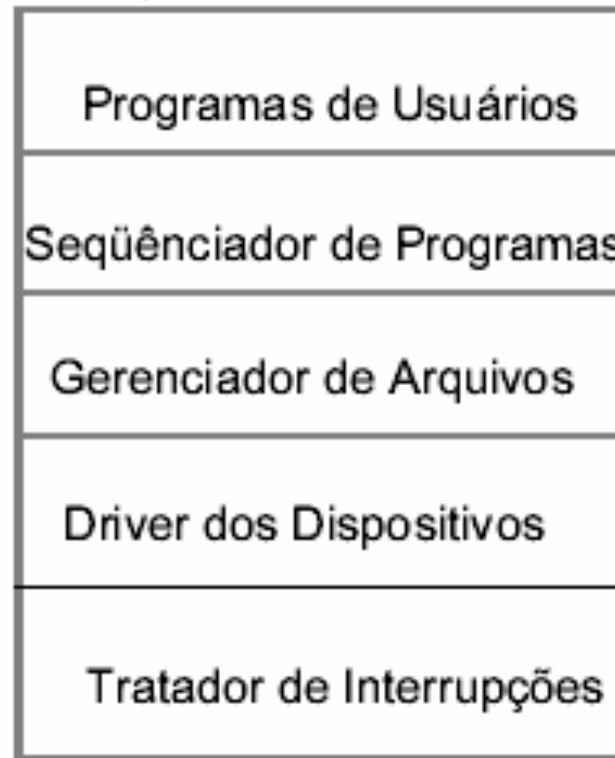 Programas de Usuários
Seqüênciador de Programas
Gerenciador de Arquivos
Driver dos Dispositivos
Tratador de Interrupções